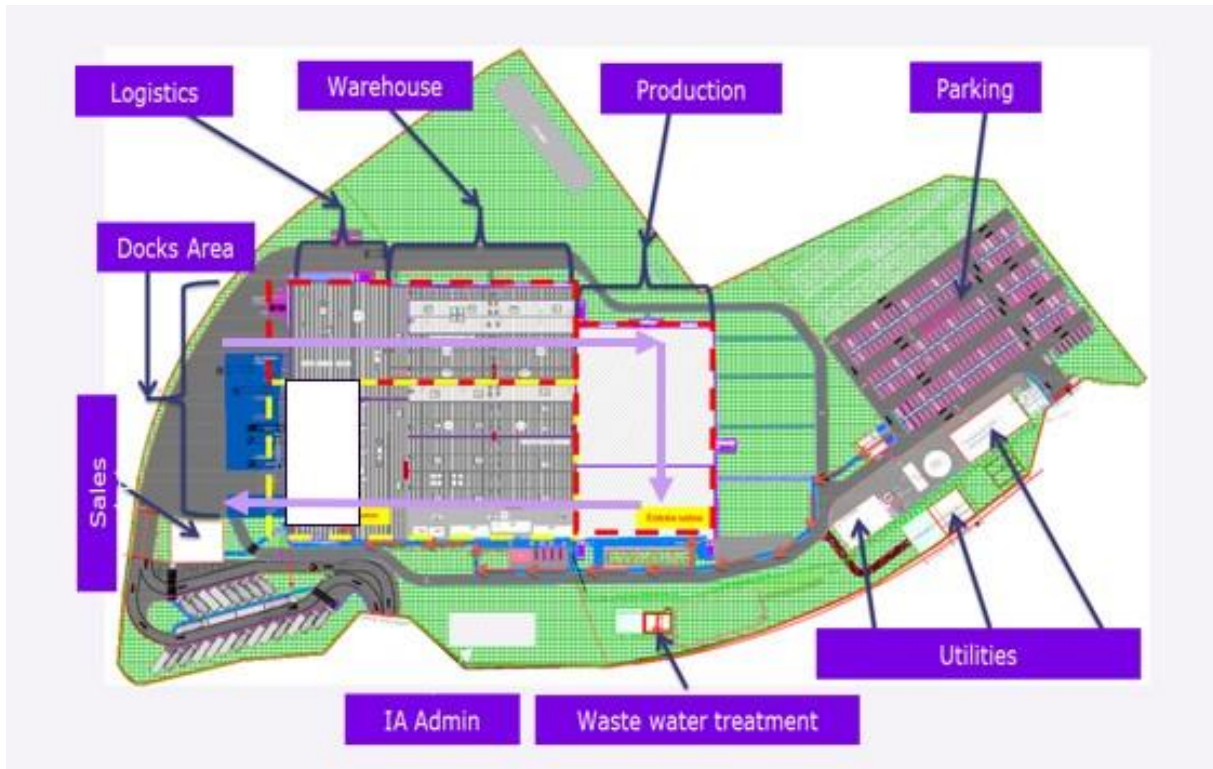 Logistics
Warehouse
Production
Parking
Docks Area
Sales
Utilities
IA Admin
Waste water treatment